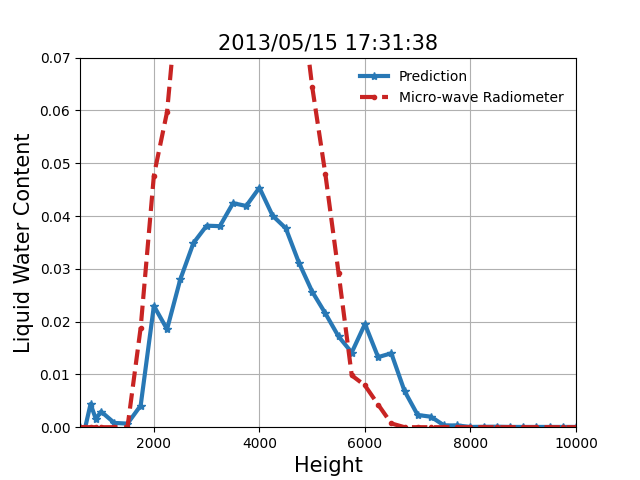 2013/05/15 17:31:38
0.07
0.06
0.05
0.04
0.03
0.02
0.01
0.00
Liquid Water Content
Prediction
Micro-wave Radiometer
2000 4000 6000 8000 10000
Height